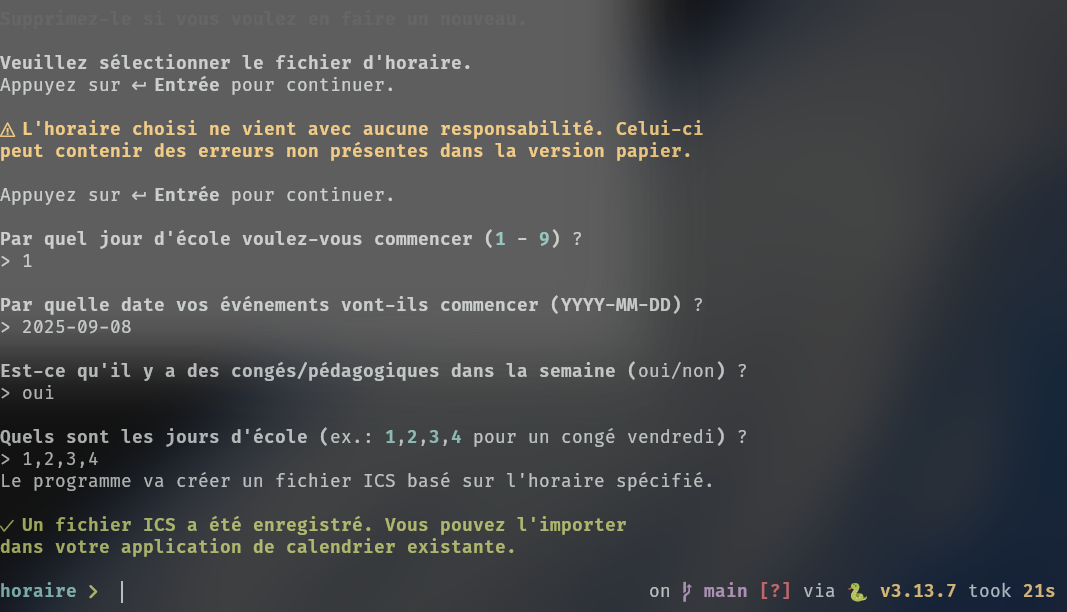 Supprimez-le si vous voulez en faire un nouveau.
Veuillez sélectionner le fichier d'horaire.
Appuyez sur ↵ Entrée pour continuer.
⚠ L'horaire choisi ne vient avec aucune responsabilité. Celui-ci
peut contenir des erreurs non présentes dans la version papier.
Appuyez sur ↵ Entrée pour continuer.
Par quel jour d'école voulez-vous commencer (1 - 9) ?
> 1
Par quelle date vos événements vont-ils commencer (YYYY-MM-DD) ?
> 2025-09-08
Est-ce qu'il y a des congés/pédagogiques dans la semaine (oui/non) ?
> oui
Quels sont les jours d'école (ex.: 1,2,3,4 pour un congé vendredi) ?
> 1,2,3,4
Le programme va créer un fichier ICS basé sur l'horaire spécifié.
✓ Un fichier ICS a été enregistré. Vous pouvez l'importer
dans votre application de calendrier existante.
horaire > on main [?] via 🐍 v3.13.7 took 21s